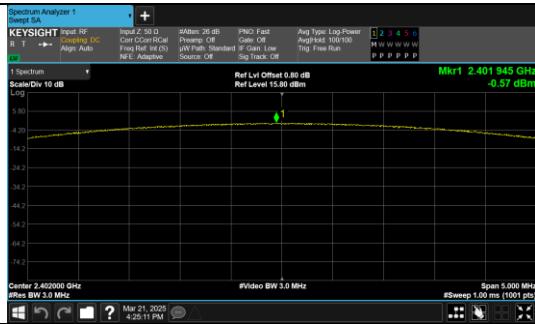 Spectrum Analyzer 1
Swept SA
+
KEYSIGHT
R T
Input: RF
Coupling: DC
Align: Auto
Input Z: 50 Ω
Corr CCorr RCal
Freq Ref: Int (S)
NFE: Adaptive
#Atten: 26 dB
Preamp: Off
µW Path: Standard
Source: Off
PNO: Fast
Gate: Off
IF Gain: Low
Sig Track: Off
Avg Type: Log-Power
Avg|Hold: 100/100
Trig: Free Run
1 2 3 4 5 6
M W W W W W
P P P P P P
1 Spectrum
Scale/Div 10 dB
Log
Ref Lvl Offset 0.80 dB
Ref Level 15.80 dBm
Mkr1 2.401 945 GHz
-0.57 dBm
1
5.80
-4.20
-14.2
-24.2
-34.2
-44.2
-54.2
-64.2
-74.2
Center 2.402000 GHz
#Res BW 3.0 MHz
#Video BW 3.0 MHz
Span 5.000 MHz
#Sweep 1.00 ms (1001 pts)
?
Mar 21, 2025
4:25:11 PM